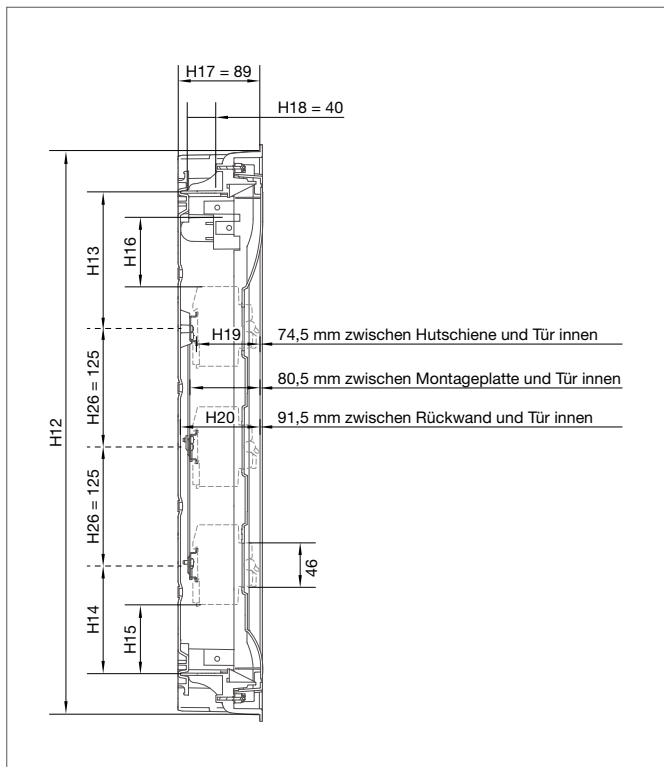 H17 = 89
H18 = 40
H13
H16
H19
74,5 mm zwischen Hutschiene und Tür innen
80,5 mm zwischen Montageplatte und Tür innen
H20
91,5 mm zwischen Rückwand und Tür innen
H26 = 125
H12
H26 = 125
46
H14
H15